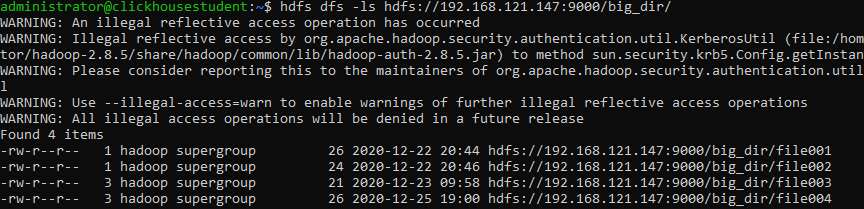 administrator@clickhousestudent:~$ hdfs dfs -ls hdfs://192.168.121.147:9000/big_dir/
WARNING: An illegal reflective access operation has occurred
WARNING: Illegal reflective access by org.apache.hadoop.security.authentication.util.KerberosUtil (file:/hom
tor/hadoop-2.8.5/share/hadoop/common/lib/hadoop-auth-2.8.5.jar) to method sun.security.krb5.Config.getInstan
WARNING: Please consider reporting this to the maintainers of org.apache.hadoop.security.authentication.util
l
WARNING: Use --illegal-access=warn to enable warnings of further illegal reflective access operations
WARNING: All illegal access operations will be denied in a future release
Found 4 items
-rw-r--r--   1 hadoop supergroup         26 2020-12-22 20:44 hdfs://192.168.121.147:9000/big_dir/file001
-rw-r--r--   1 hadoop supergroup         24 2020-12-22 20:46 hdfs://192.168.121.147:9000/big_dir/file002
-rw-r--r--   3 hadoop supergroup         21 2020-12-23 09:58 hdfs://192.168.121.147:9000/big_dir/file003
-rw-r--r--   3 hadoop supergroup         26 2020-12-25 19:00 hdfs://192.168.121.147:9000/big_dir/file004